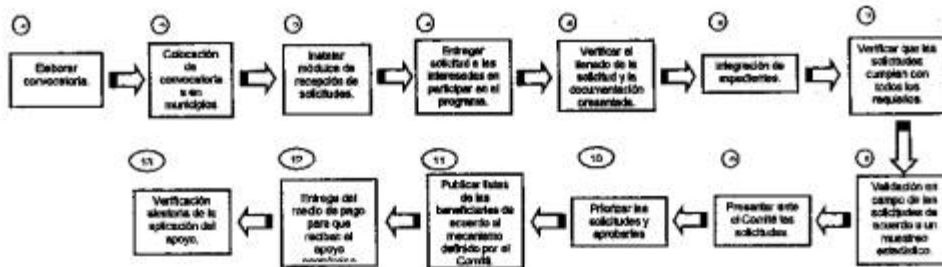 Elaborar
convocatoria.
Colocación
de
convocatoria
s en
municipios
Instalar
módulos de
recepción de
solicitudes.
Entregar
solicitud a los
interesados en
participar en el
programa.
Verificar el
llenado de la
solicitud y la
documentación
presentada.
Integración de
expedientes.
Verificar que las
solicitudes
cumplan con
todos los
requisitos.
13
12
11
10
Verificación
aleatoria de la
aplicación del
apoyo.
Entrega del
medio de pago
para que
reciban el
apoyo
Publicar listas
de los
beneficiarios de
acuerdo al
mecanismo
definido por el
Comité
Priorizar las
solicitudes y
aprobarlas
Presentar ante
el Comité las
solicitudes
Validación en
campo de las
solicitudes de
acuerdo a un
muestreo
estadístico.